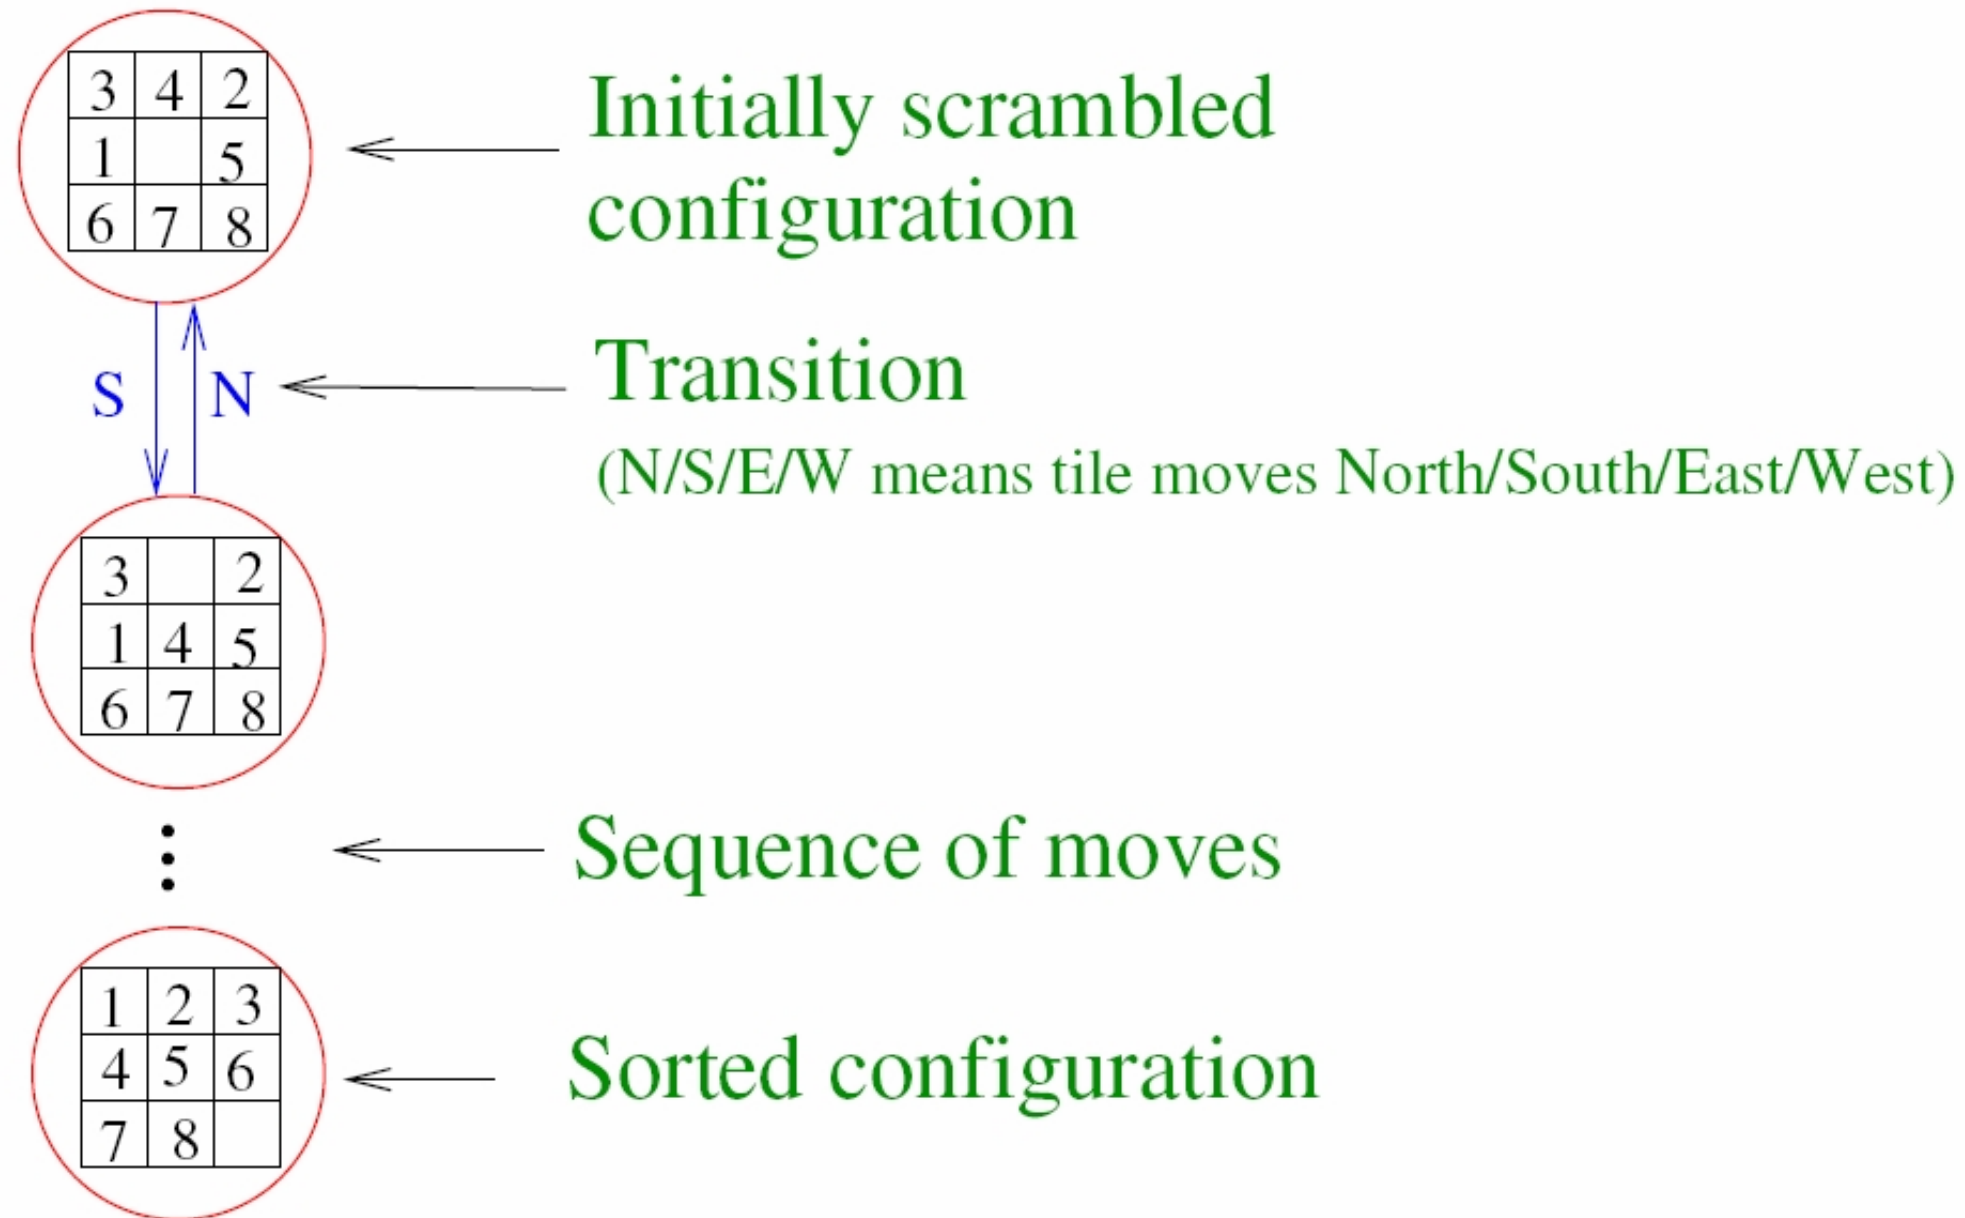 3 4 2
1 5
6 7 8
Initially scrambled
configuration
S N
Transition
(N/S/E/W means tile moves North/South/East/West)
3 2
1 4 5
6 7 8
Sequence of moves
1 2 3
4 5 6
7 8
Sorted configuration